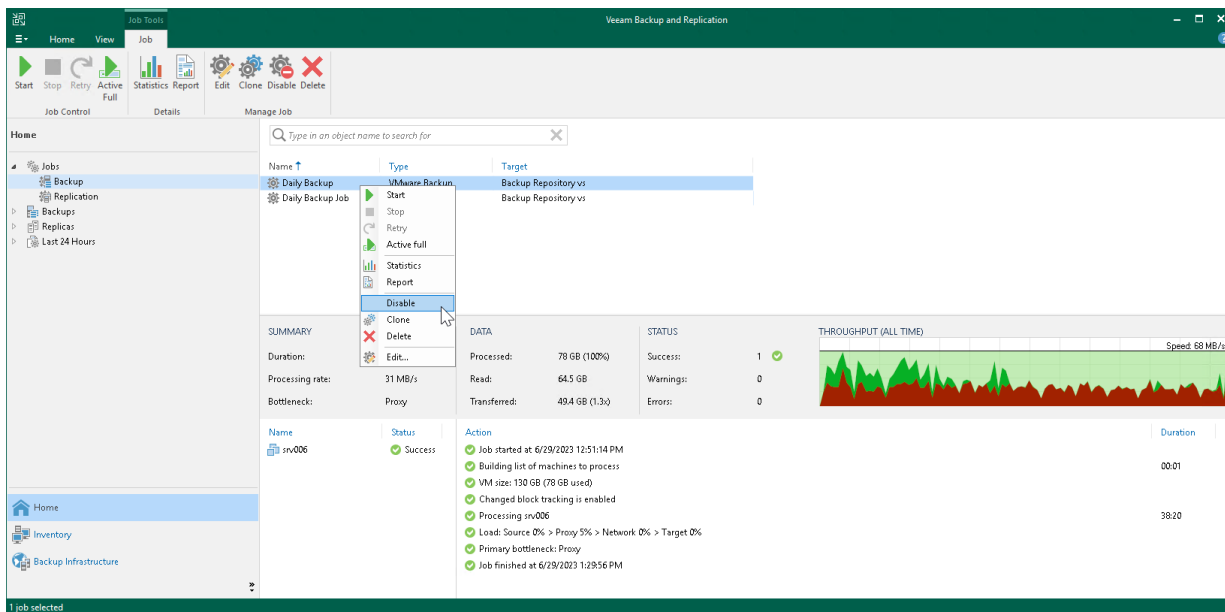 Job Tools
Veeam Backup and Replication
Home View Job
Start Stop Retry Active Full
Statistics Report
Edit Clone Disable Delete
Job Control Details Manage Job
Home
Type in an object name to search for
Jobs
Backup
Replication
Backups
Replicas
Last 24 Hours
Name Type Target
Daily Backup VMware Backup Backup Repository vs
Daily Backup Job Backup Repository vs
Start
Stop
Retry
Active full
Statistics
Report
Disable
Clone
Delete
Edit...
SUMMARY
Duration:
Processing rate: 31 MB/s
Bottleneck: Proxy
DATA
Processed: 78 GB (100%)
Read: 64.5 GB
Transferred: 49.4 GB (1.3x)
STATUS
Success: 1
Warnings: 0
Errors: 0
THROUGHPUT (ALL TIME)
Speed: 68 MB/s
Name Status
srv006 Success
Action Duration
Job started at 6/29/2023 12:51:14 PM
Building list of machines to process 00:01
VM size: 130 GB (78 GB used)
Changed block tracking is enabled
Processing srv006 38:20
Load: Source 0% > Proxy 5% > Network 0% > Target 0%
Primary bottleneck: Proxy
Job finished at 6/29/2023 1:29:56 PM
Home
Inventory
Backup Infrastructure
1 job selected